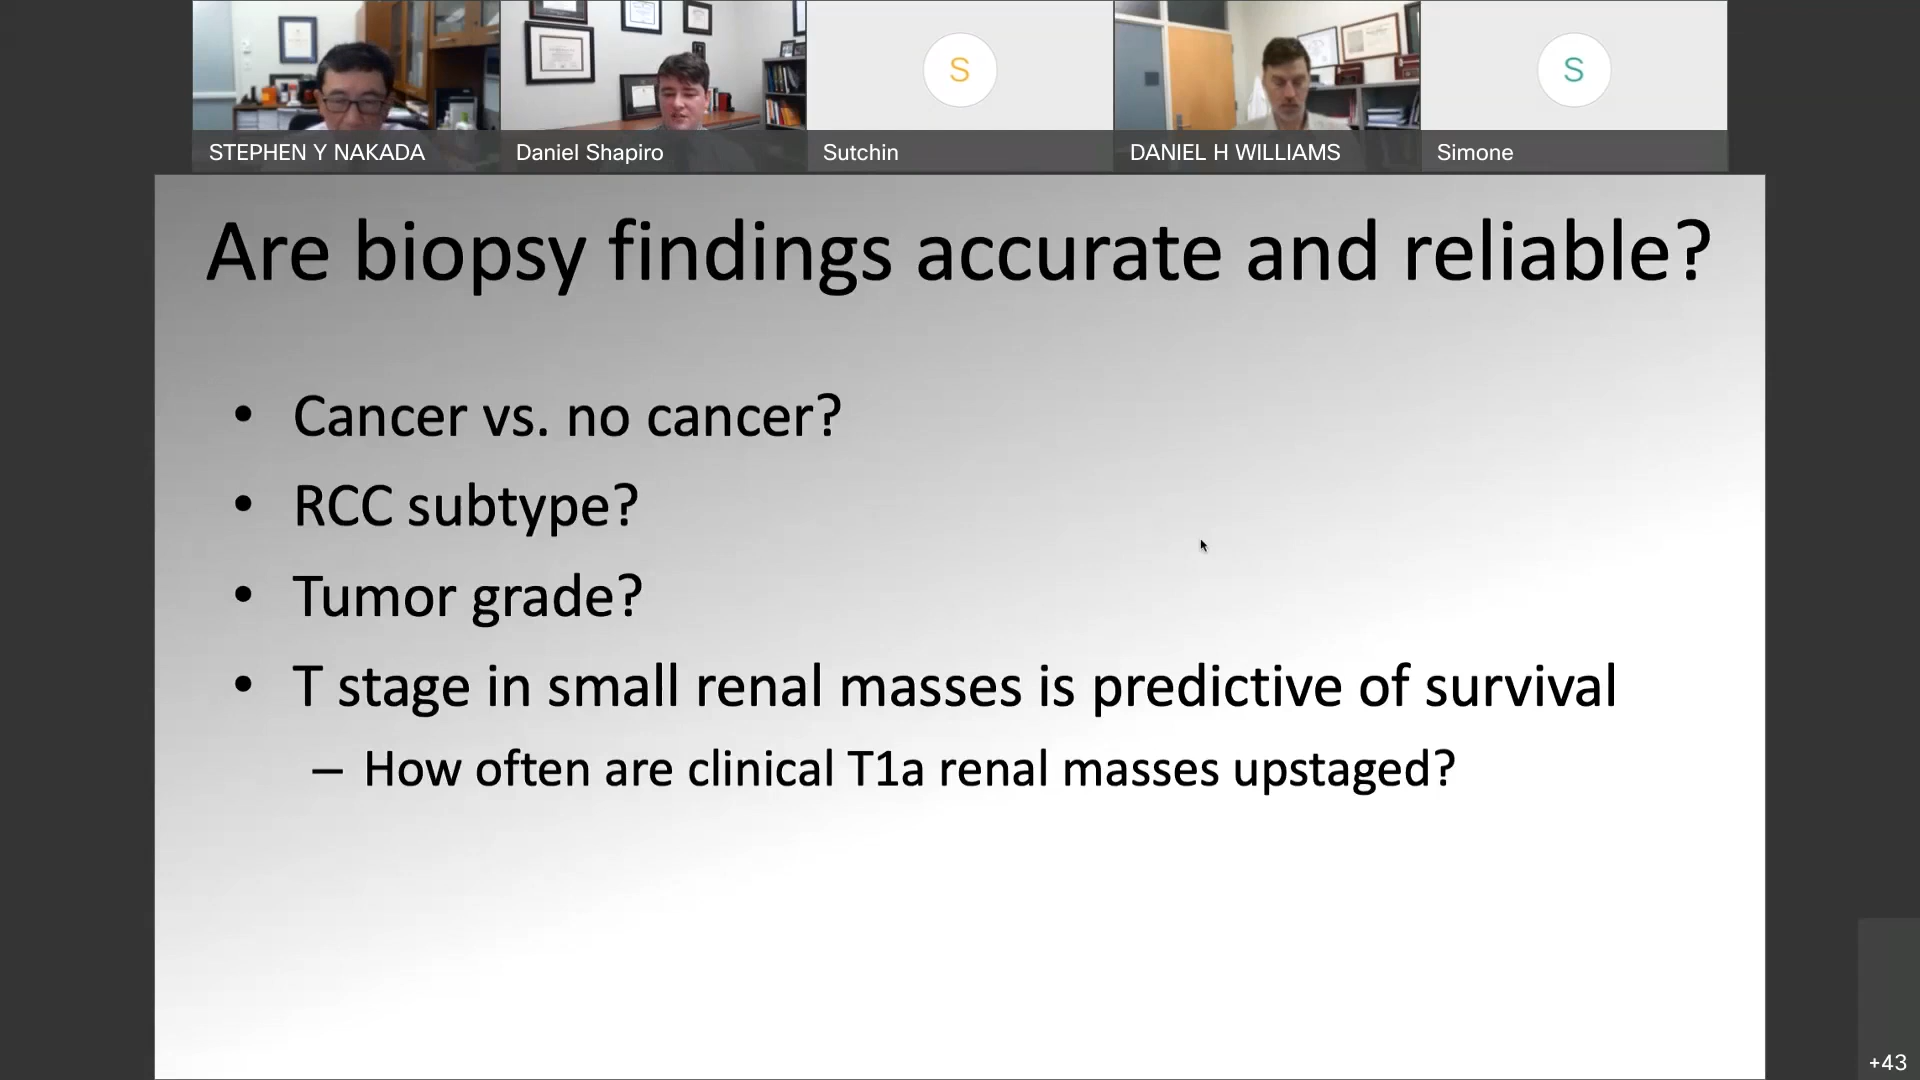 S
S
STEPHEN Y NAKADA
Daniel Shapiro
Sutchin
DANIEL H WILLIAMS
Simone
Are biopsy findings accurate and reliable?
• Cancer vs. no cancer?
• RCC subtype?
• Tumor grade?
• T stage in small renal masses is predictive of survival
– How often are clinical T1a renal masses upstaged?
+43